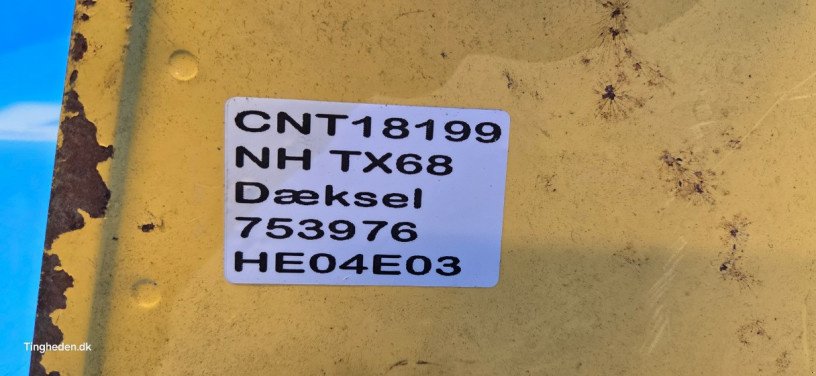 CNT18199
NH TX68
Dæksel
753976
HE04E03
Tingheden.dk